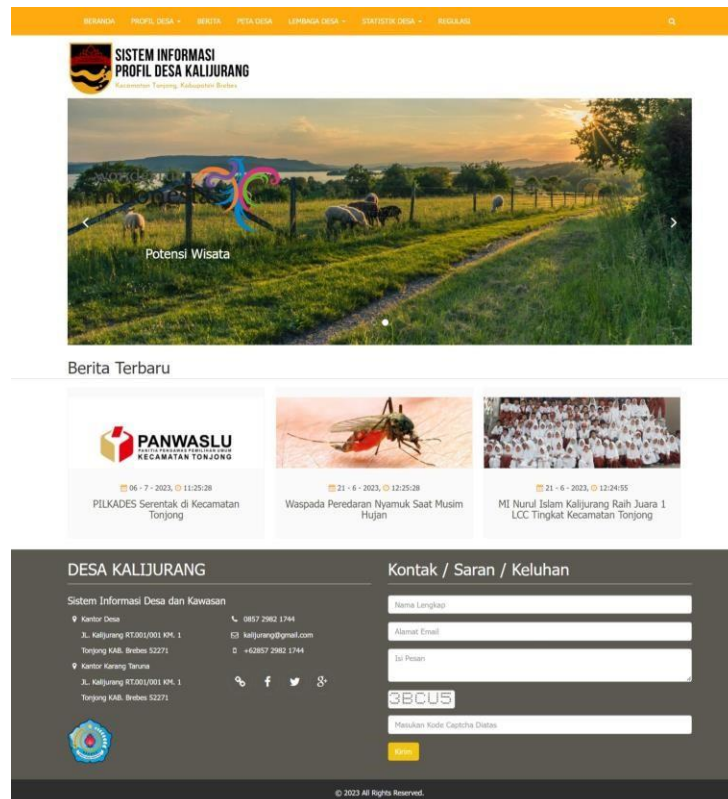 BERANDA PROFIL DESA BERITA PETA DESA LEMBAGA DESA STATISTIK DESA REGULASI
SISTEM INFORMASI
PROFIL DESA KALIJURANG
Kecamatan Tonjong, Kabupaten Brebes
wonderful
indonesia
Potensi Wisata
Berita Terbaru
PANWASLU
PANITIA PENGAWAS PEMILIHAN UMUM
KECAMATAN TONJONG
06 - 7 - 2023, 11:25:28
PILKADES Serentak di Kecamatan
Tonjong
21 - 6 - 2023, 12:25:28
Waspada Peredaran Nyamuk Saat Musim
Hujan
21 - 6 - 2023, 12:24:55
MI Nurul Islam Kalijurang Raih Juara 1
LCC Tingkat Kecamatan Tonjong
DESA KALIJURANG
Sistem Informasi Desa dan Kawasan
Kantor Desa
JL. Kalijurang RT.001/001 KM. 1
Tonjong KAB. Brebes 52271
Kantor Karang Taruna
JL. Kalijurang RT.001/001 KM. 1
Tonjong KAB. Brebes 52271
0857 2982 1744
kalijurang@gmail.com
+62857 2982 1744
Kontak / Saran / Keluhan
Nama Lengkap
Alamat Email
Isi Pesan
3BCU5
Masukan Kode Captcha Diatas
Kirim
© 2023 All Rights Reserved.